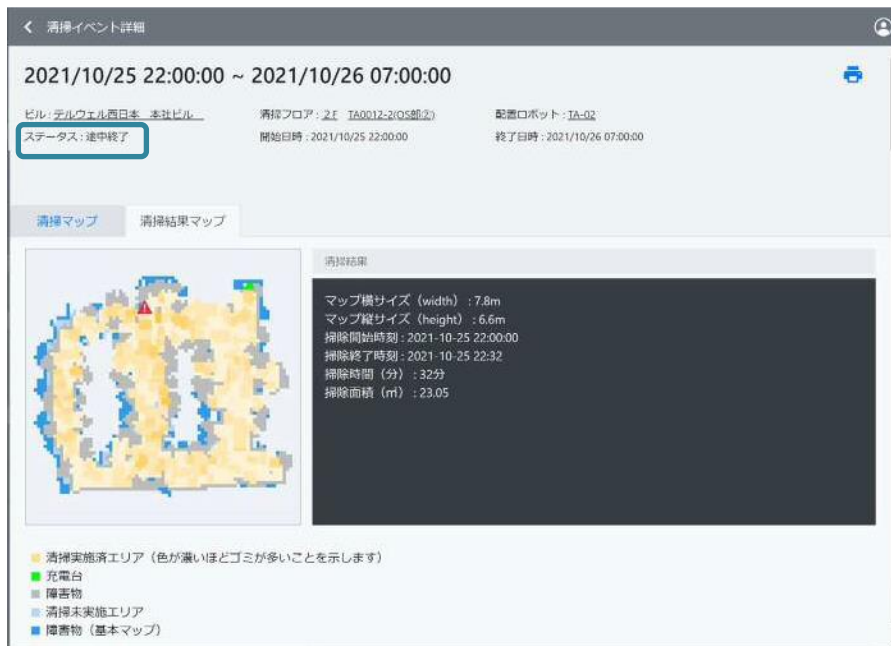 清掃イベント詳細
2021/10/25 22:00:00 ~ 2021/10/26 07:00:00
ビル : テルウェル西日本 本社ビル 清掃フロア : 2F TA0012-2(OS部②) 配置ロボット : TA-02
ステータス : 途中終了 開始日時 : 2021/10/25 22:00:00 終了日時 : 2021/10/26 07:00:00
清掃マップ 清掃結果マップ
清掃結果
マップ横サイズ (width) : 7.8m
マップ縦サイズ (height) : 6.6m
掃除開始時刻 : 2021-10-25 22:00:00
掃除終了時刻 : 2021-10-25 22:32
掃除時間 (分) : 32分
掃除面積 (㎡) : 23.05
清掃実施済エリア (色が濃いほどゴミが多いことを示します)
充電台
障害物
清掃未実施エリア
障害物 (基本マップ)